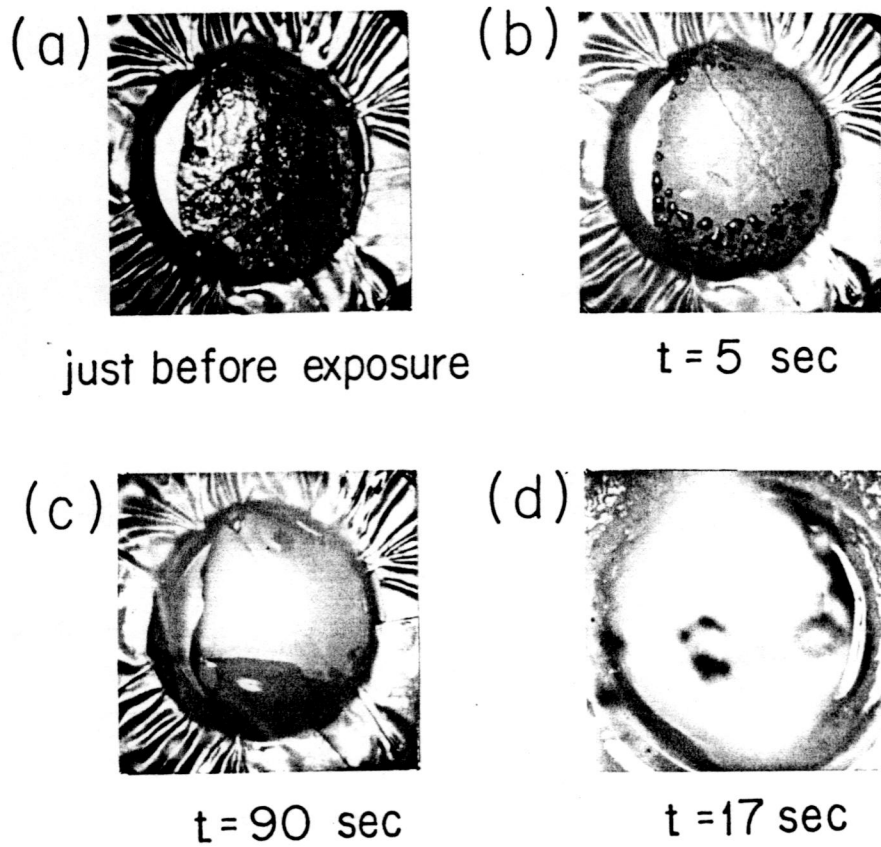 (a)
(b)
just before exposure
t = 5 sec
(c)
(d)
t = 90 sec
t = 17 sec